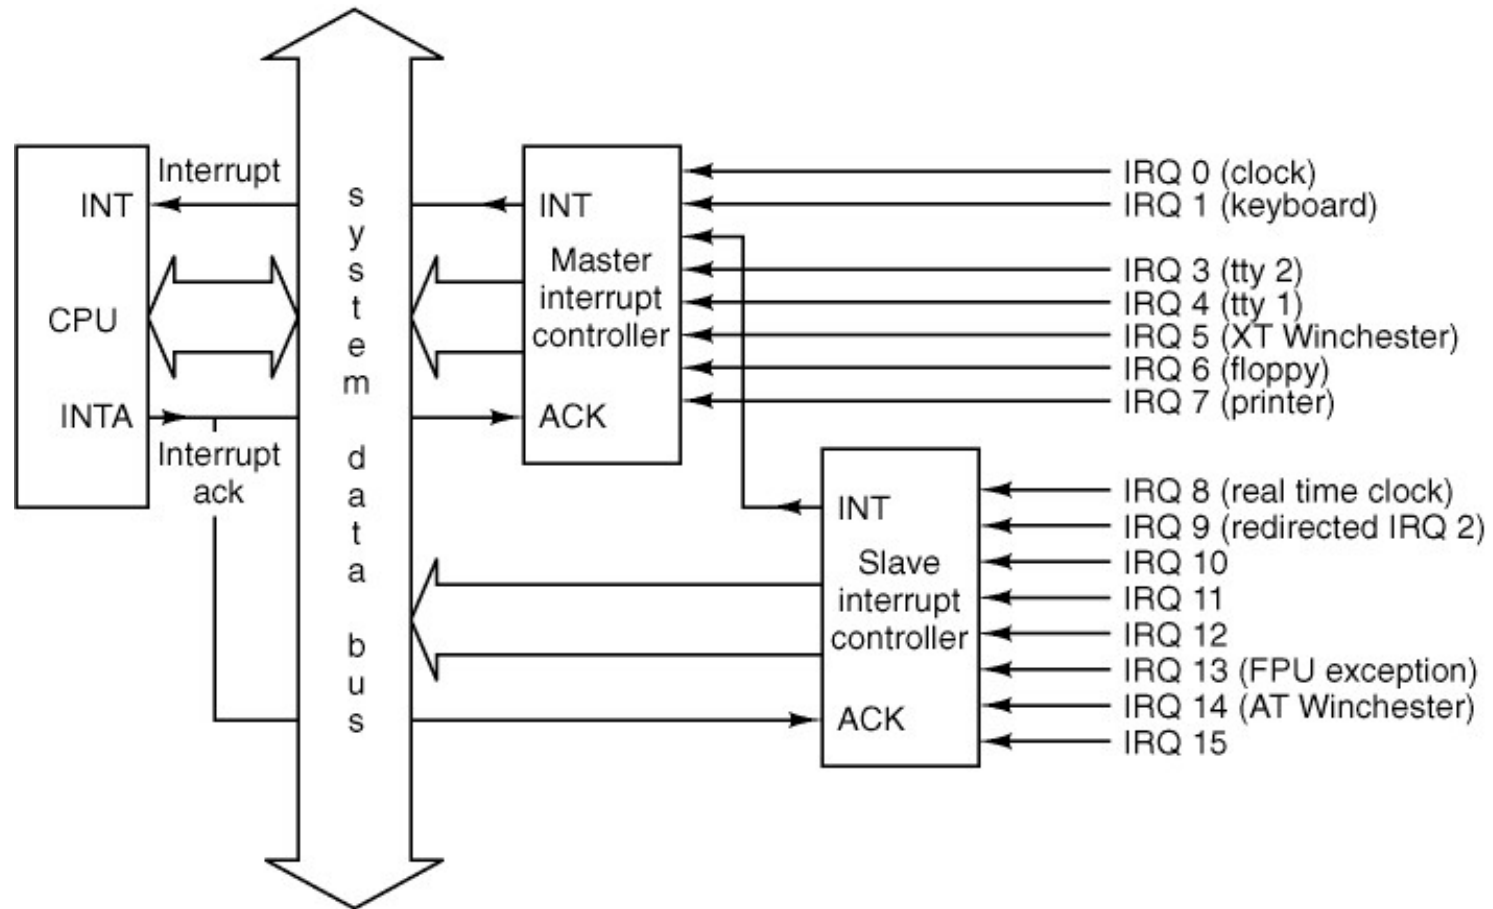 Interrupt
INT
CPU
INTA
Interrupt
ack
system data bus
INT
Master
interrupt
controller
ACK
IRQ 0 (clock)
IRQ 1 (keyboard)
IRQ 3 (tty 2)
IRQ 4 (tty 1)
IRQ 5 (XT Winchester)
IRQ 6 (floppy)
IRQ 7 (printer)
INT
Slave
interrupt
controller
ACK
IRQ 8 (real time clock)
IRQ 9 (redirected IRQ 2)
IRQ 10
IRQ 11
IRQ 12
IRQ 13 (FPU exception)
IRQ 14 (AT Winchester)
IRQ 15